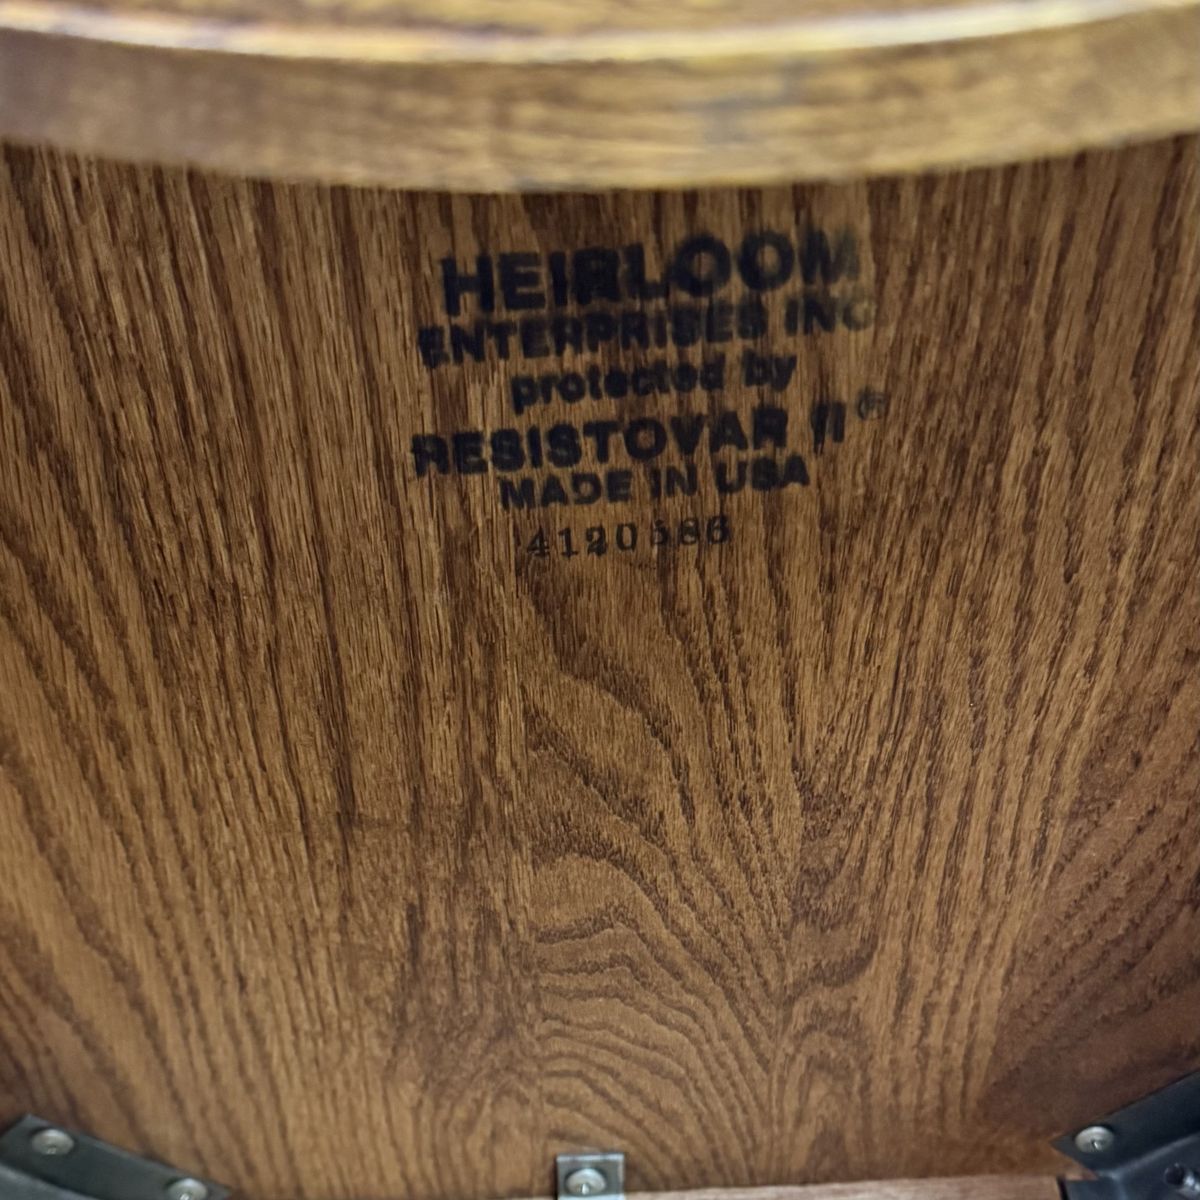 HEIRLOOM
ENTERPRISES INC
protected by
RESISTOVAR II®
MADE IN USA
4120586